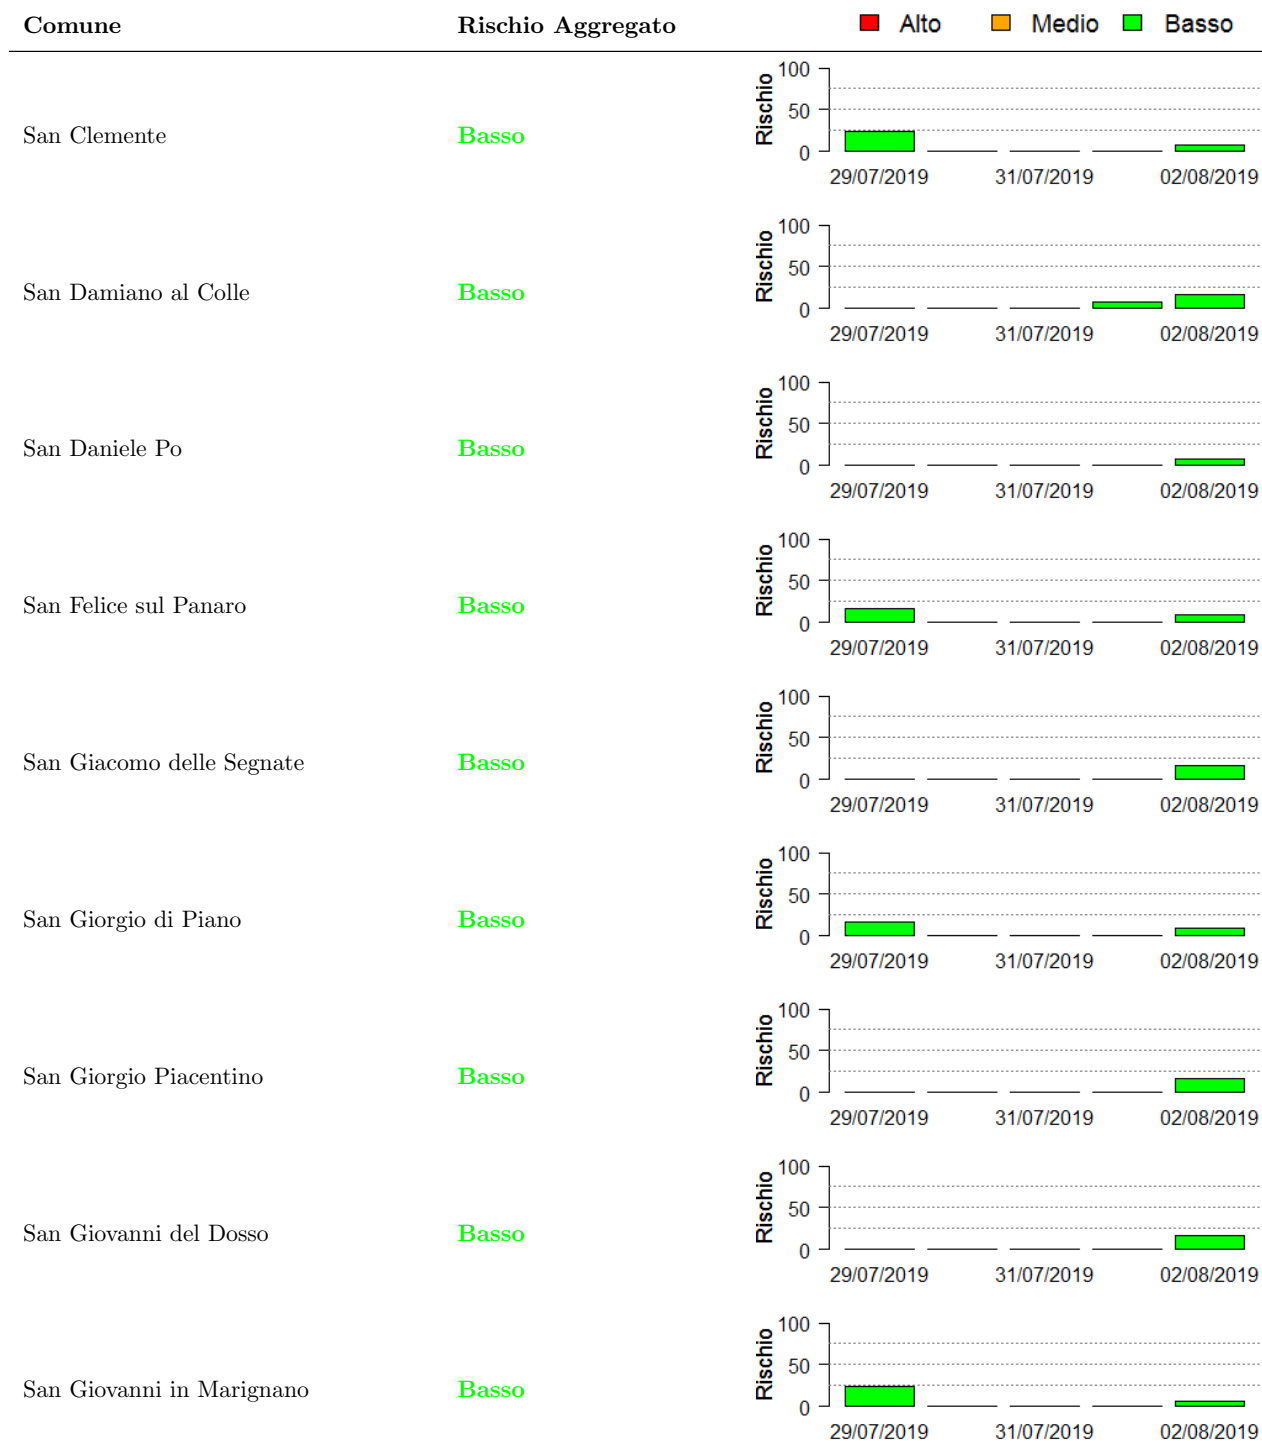 Comune Rischio Aggregato Alto Medio Basso
San Clemente Basso
Rischio
100
50
0
29/07/2019 31/07/2019 02/08/2019
San Damiano al Colle Basso
Rischio
100
50
0
29/07/2019 31/07/2019 02/08/2019
San Daniele Po Basso
Rischio
100
50
0
29/07/2019 31/07/2019 02/08/2019
San Felice sul Panaro Basso
Rischio
100
50
0
29/07/2019 31/07/2019 02/08/2019
San Giacomo delle Segnate Basso
Rischio
100
50
0
29/07/2019 31/07/2019 02/08/2019
San Giorgio di Piano Basso
Rischio
100
50
0
29/07/2019 31/07/2019 02/08/2019
San Giorgio Piacentino Basso
Rischio
100
50
0
29/07/2019 31/07/2019 02/08/2019
San Giovanni del Dosso Basso
Rischio
100
50
0
29/07/2019 31/07/2019 02/08/2019
San Giovanni in Marignano Basso
Rischio
100
50
0
29/07/2019 31/07/2019 02/08/2019